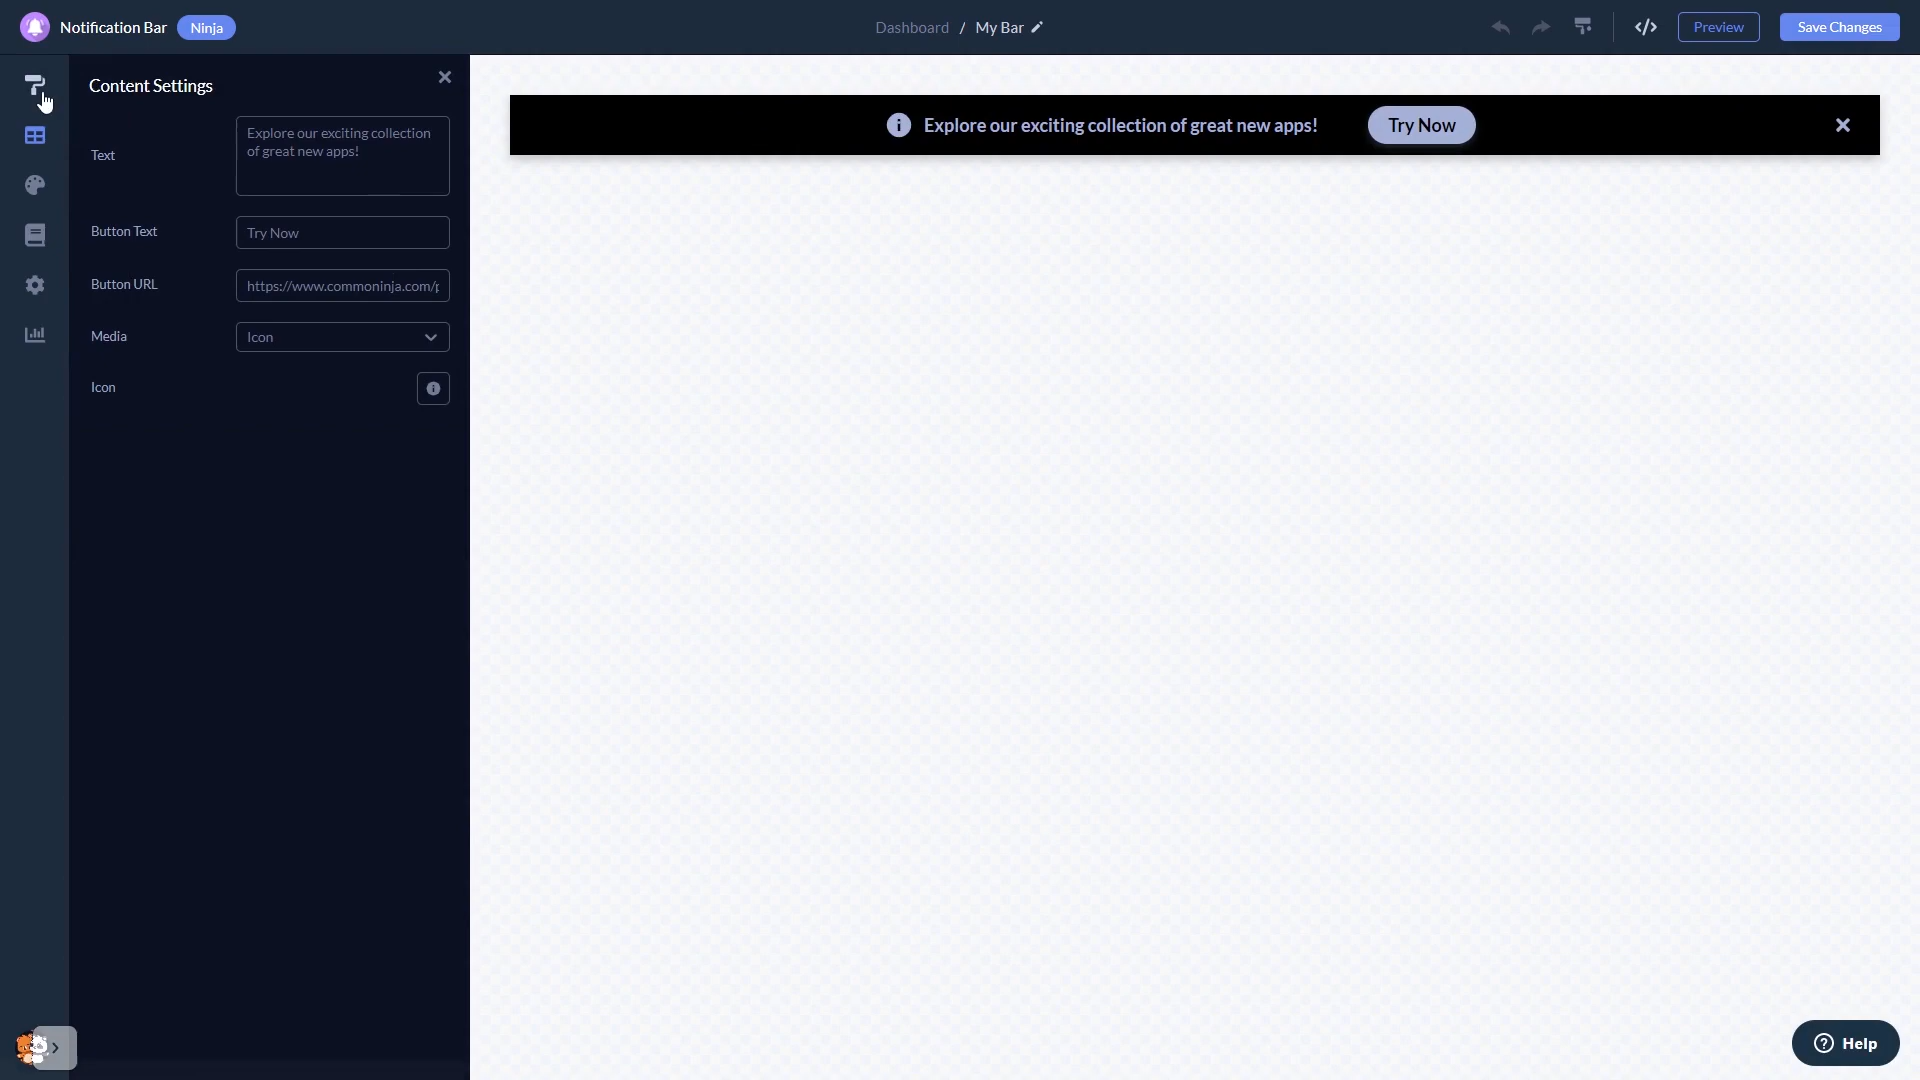 Notification Bar
Ninja
Dashboard / My Bar
Preview
Save Changes
Content Settings
Text
Explore our exciting collection
of great new apps!
Button Text
Try Now
Button URL
https://www.commoninja.com/
Media
Icon
Icon
Explore our exciting collection of great new apps!
Try Now
Help